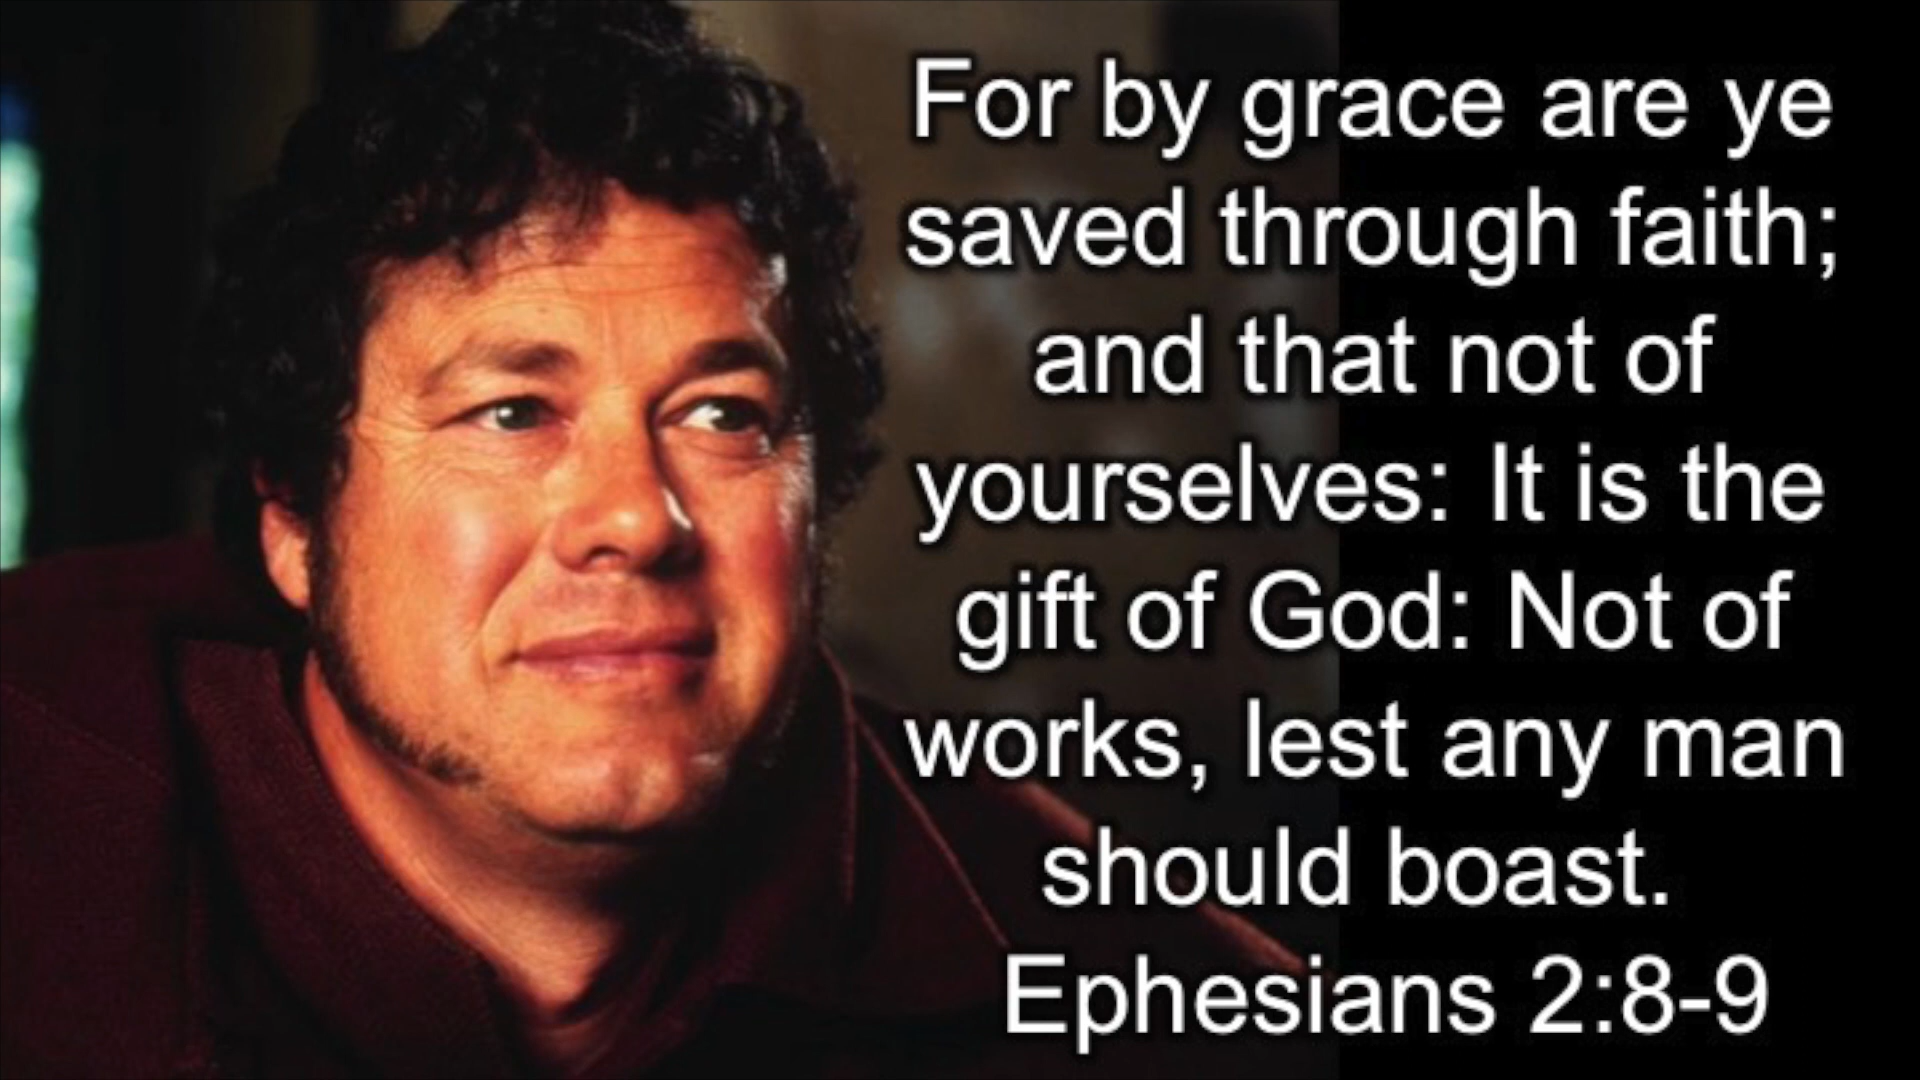 For by grace are ye
saved through faith;
and that not of
yourselves: It is the
gift of God: Not of
works, lest any man
should boast.
Ephesians 2:8-9